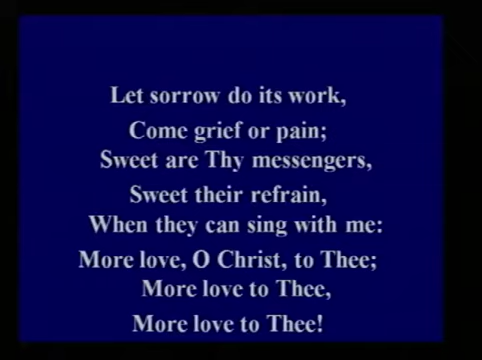 Let sorrow do its work,
Come grief or pain;
Sweet are Thy messengers,
Sweet their refrain,
When they can sing with me:
More love, O Christ, to Thee;
More love to Thee,
More love to Thee!